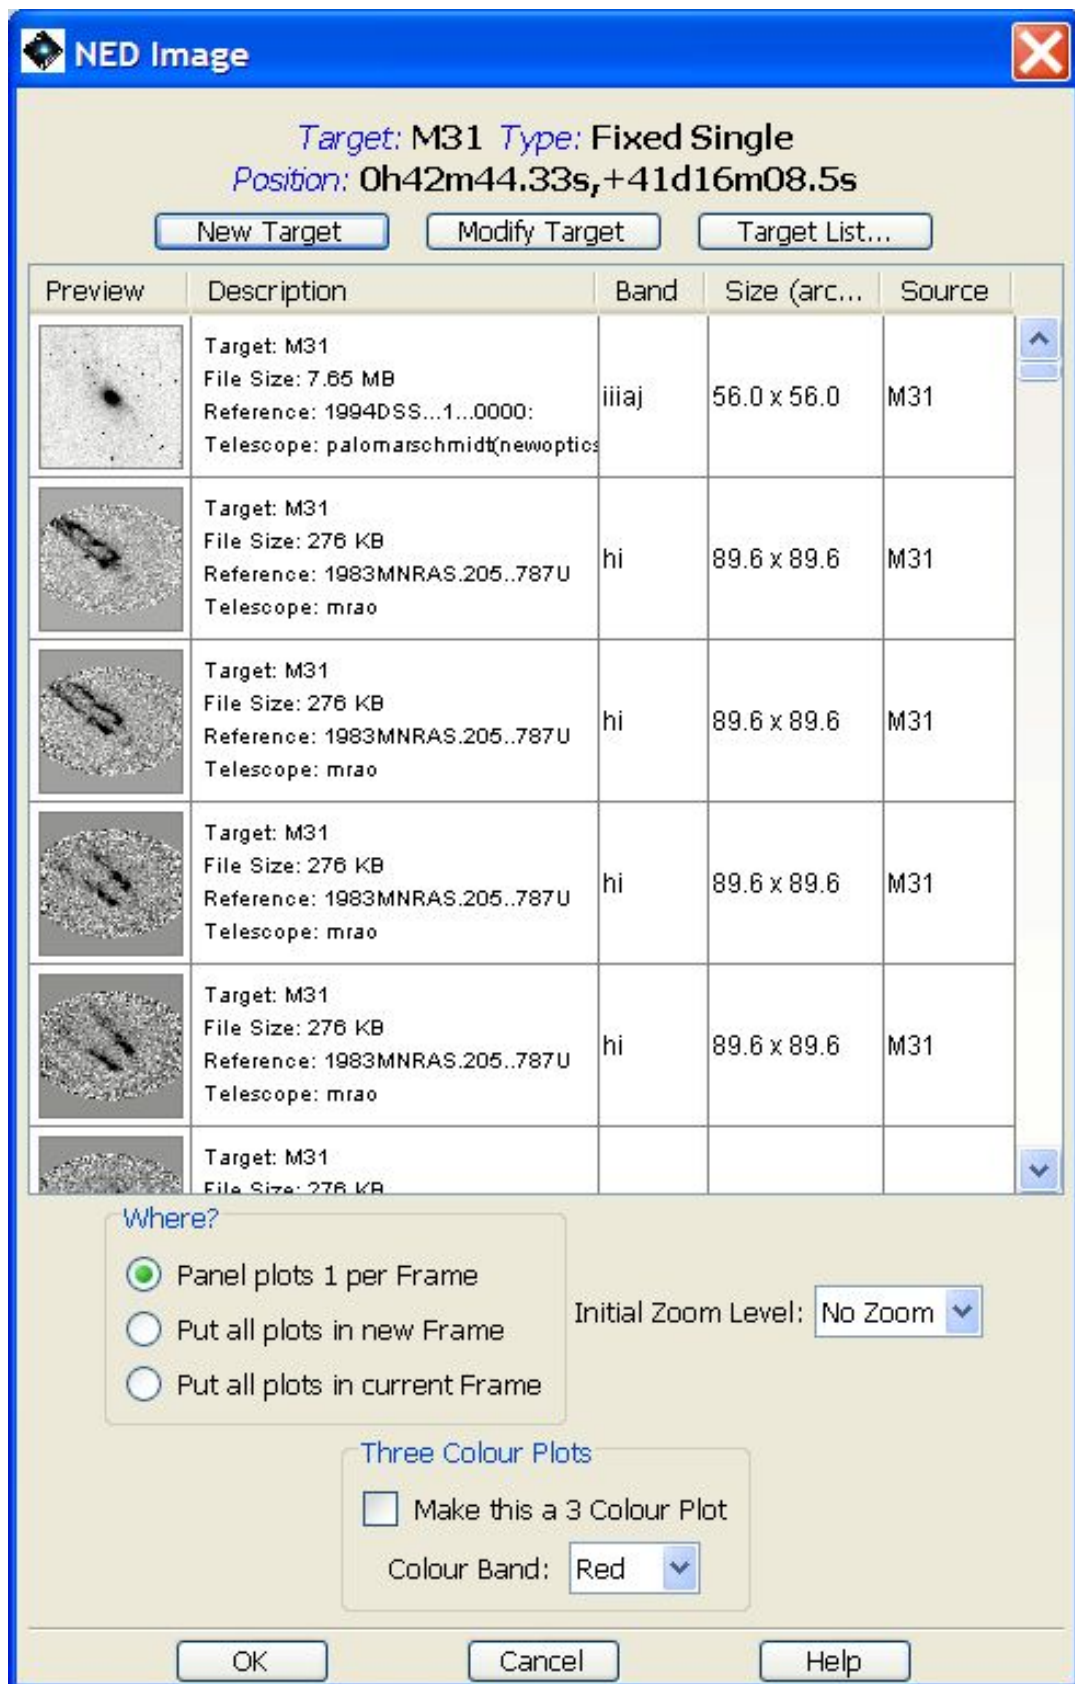 NED Image
Target: M31 Type: Fixed Single
Position: 0h42m44.33s,+41d16m08.5s
New Target Modify Target Target List...
Preview Description Band Size (arc... Source
Target: M31
File Size: 7.65 MB
Reference: 1994DSS...1...0000:
Telescope: palomarschmidt(newoptics
iiiaj 56.0 x 56.0 M31
Target: M31
File Size: 276 KB
Reference: 1983MNRAS.205..787U
Telescope: mrao
hi 89.6 x 89.6 M31
Target: M31
File Size: 276 KB
Reference: 1983MNRAS.205..787U
Telescope: mrao
hi 89.6 x 89.6 M31
Target: M31
File Size: 276 KB
Reference: 1983MNRAS.205..787U
Telescope: mrao
hi 89.6 x 89.6 M31
Target: M31
File Size: 276 KB
Reference: 1983MNRAS.205..787U
Telescope: mrao
hi 89.6 x 89.6 M31
Target: M31
File Size: 276 KB
Where?
Panel plots 1 per Frame
Put all plots in new Frame
Put all plots in current Frame
Initial Zoom Level: No Zoom
Three Colour Plots
Make this a 3 Colour Plot
Colour Band: Red
OK Cancel Help